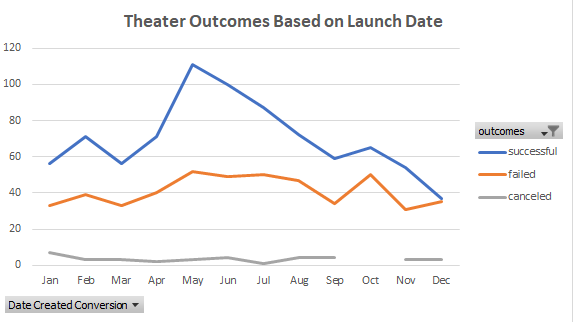 Theater Outcomes Based on Launch Date
120
100
80
60
40
20
0
Jan Feb Mar Apr May Jun Jul Aug Sep Oct Nov Dec
outcomes
successful
failed
canceled
Date Created Conversion